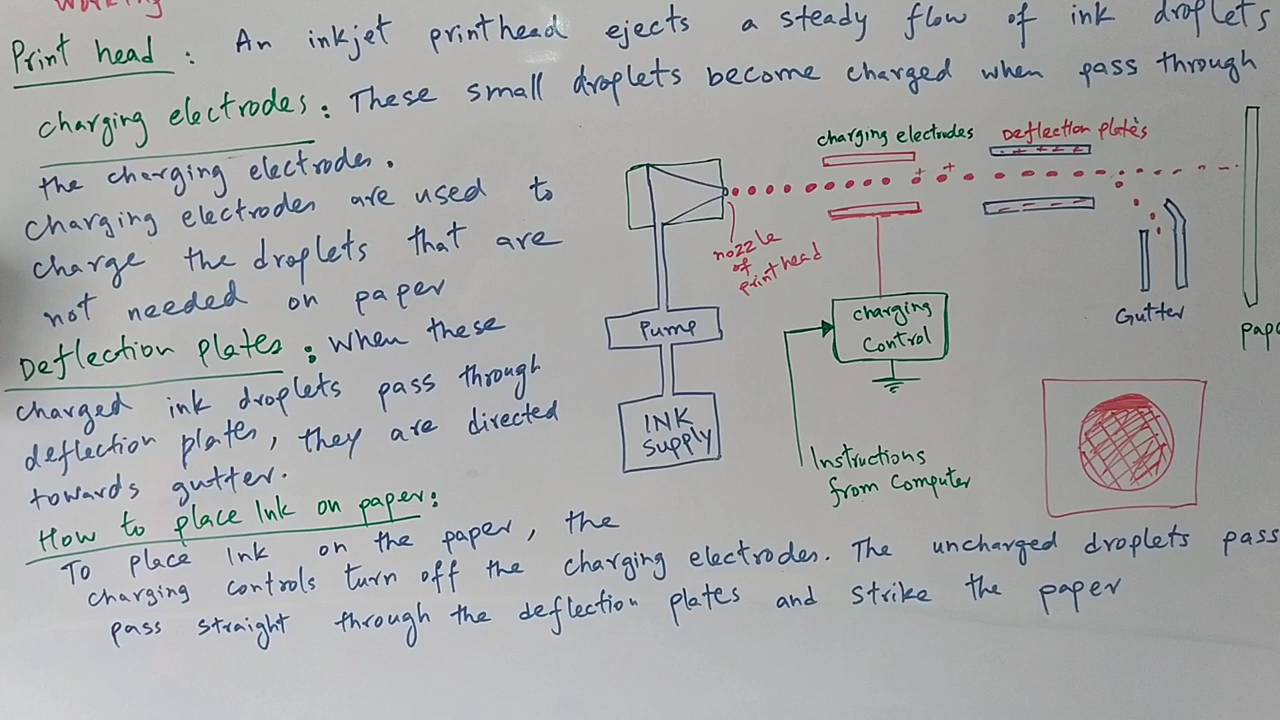 Working
Print head : An inkjet printhead ejects a steady flow of ink droplets
charging electrodes : These small droplets become charged when pass through
the charging electrodes.
charging electrodes are used to
charge the droplets that are
not needed on paper
Deflection plates : when these
charged ink droplets pass through
deflection plates, they are directed
towards gutter.
How to place Ink on paper :
To place Ink on the paper, the
charging controls turn off the charging electrodes. The uncharged droplets pass
pass straight through the deflection plates and strike the paper
charging electrodes
Deflection plates
+ +
+ + + +
- - - -
nozzle
of
print head
Pump
INK
supply
charging
control
Instructions
from Computer
Gutter